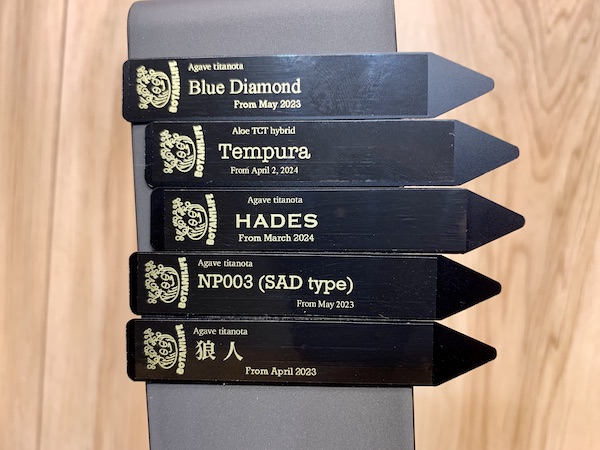 Agave titanota
Blue Diamond
From May 2023
BOTANILIFE
Aloe TCT hybrid
Tempura
From April 2, 2024
BOTANILIFE
Agave titanota
HADES
From March 2024
BOTANILIFE
Agave titanota
NP003 (SAD type)
From May 2023
BOTANILIFE
Agave titanota
狼人
From April 2023
BOTANILIFE